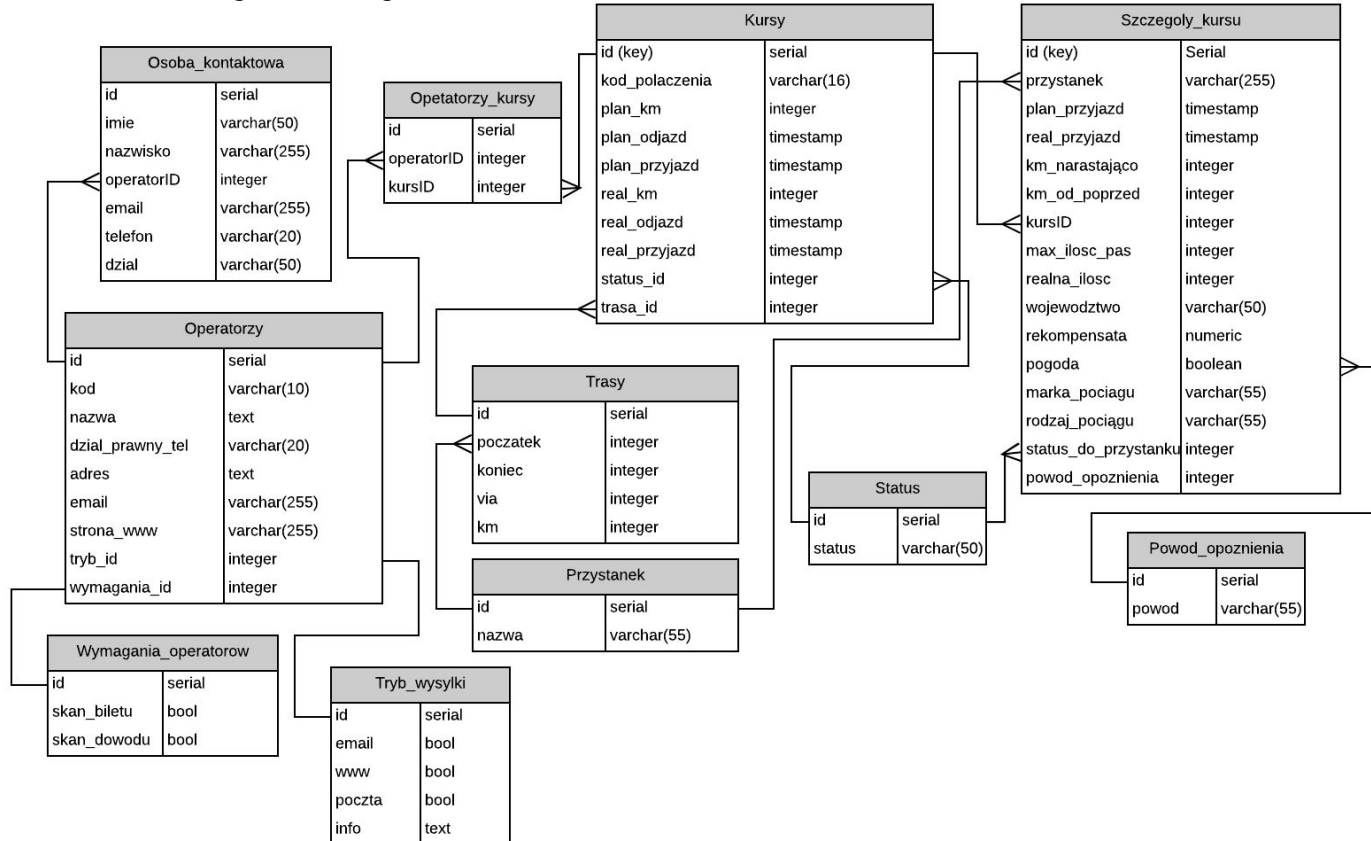 Kursy
id (key) serial
kod_polaczenia varchar(16)
plan_km integer
plan_odjazd timestamp
plan_przyjazd timestamp
real_km integer
real_odjazd timestamp
real_przyjazd timestamp
status_id integer
trasa_id integer
Szczegoly_kursu
id (key) Serial
przystanek varchar(255)
plan_przyjazd timestamp
real_przyjazd timestamp
km_narastająco integer
km_od_poprzed integer
kursID integer
max_ilosc_pas integer
realna_ilosc integer
wojewodztwo varchar(50)
rekompensata numeric
pogoda boolean
marka_pociagu varchar(55)
rodzaj_pociągu varchar(55)
status_do_przystanku integer
powod_opoznienia integer
Osoba_kontaktowa
id serial
imie varchar(50)
nazwisko varchar(255)
operatorID integer
email varchar(255)
telefon varchar(20)
dzial varchar(50)
Opetatorzy_kursy
id serial
operatorID integer
kursID integer
Operatorzy
id serial
kod varchar(10)
nazwa text
dzial_prawny_tel varchar(20)
adres text
email varchar(255)
strona_www varchar(255)
tryb_id integer
wymagania_id integer
Trasy
id serial
poczatek integer
koniec integer
via integer
km integer
Status
id serial
status varchar(50)
Przystanek
id serial
nazwa varchar(55)
Powod_opoznienia
id serial
powod varchar(55)
Wymagania_operatorow
id serial
skan_biletu bool
skan_dowodu bool
Tryb_wysylki
id serial
email bool
www bool
poczta bool
info text